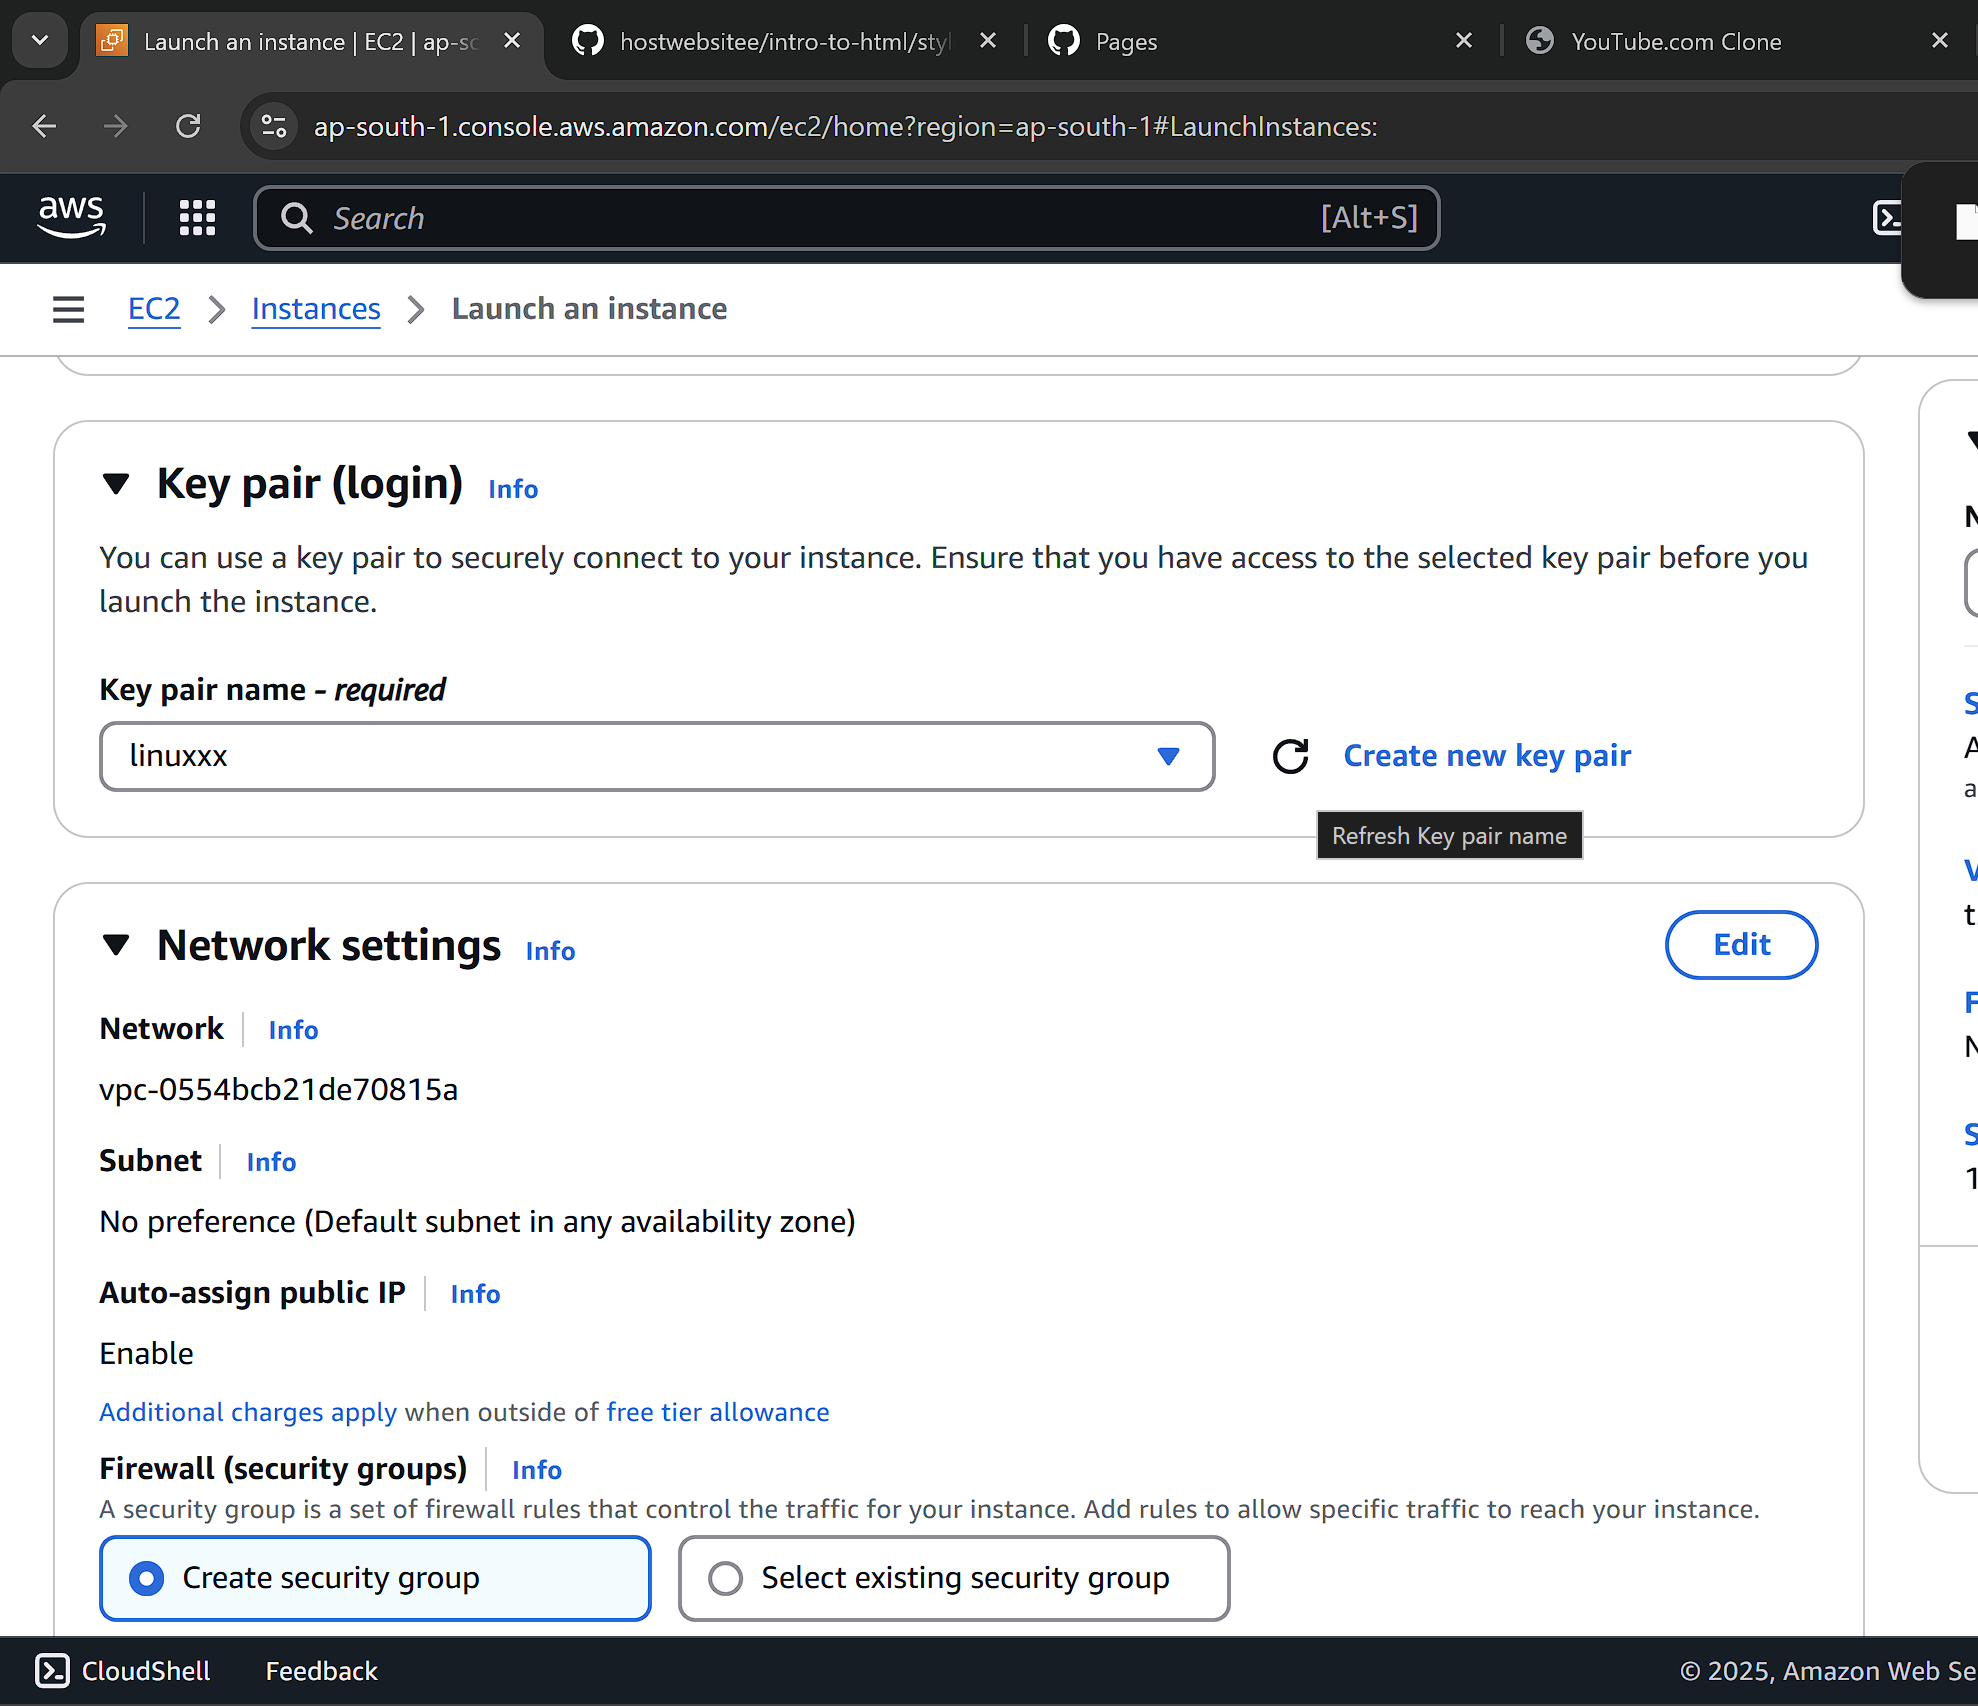 Launch an instance | EC2 | ap-sc
hostwebsitee/intro-to-html/styl
Pages
YouTube.com Clone
ap-south-1.console.aws.amazon.com/ec2/home?region=ap-south-1#LaunchInstances:
aws
Search
[Alt+S]
EC2 > Instances > Launch an instance
Key pair (login) Info
You can use a key pair to securely connect to your instance. Ensure that you have access to the selected key pair before you
launch the instance.
Key pair name - required
linuxxx
Create new key pair
Refresh Key pair name
Network settings Info
Edit
Network Info
vpc-0554bcb21de70815a
Subnet Info
No preference (Default subnet in any availability zone)
Auto-assign public IP Info
Enable
Additional charges apply when outside of free tier allowance
Firewall (security groups) Info
A security group is a set of firewall rules that control the traffic for your instance. Add rules to allow specific traffic to reach your instance.
Create security group
Select existing security group
CloudShell
Feedback
© 2025, Amazon Web Se